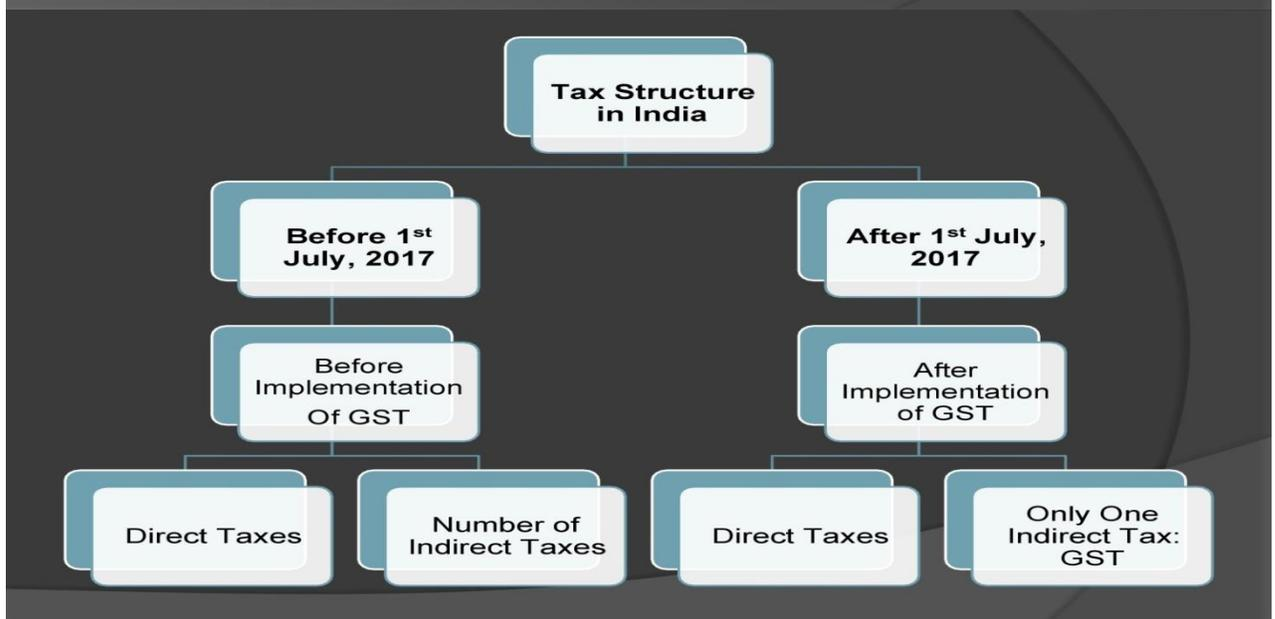 Tax Structure
in India
Before 1st
July, 2017
After 1st July,
2017
Before
Implementation
Of GST
After
Implementation
of GST
Direct Taxes
Number of
Indirect Taxes
Direct Taxes
Only One
Indirect Tax:
GST